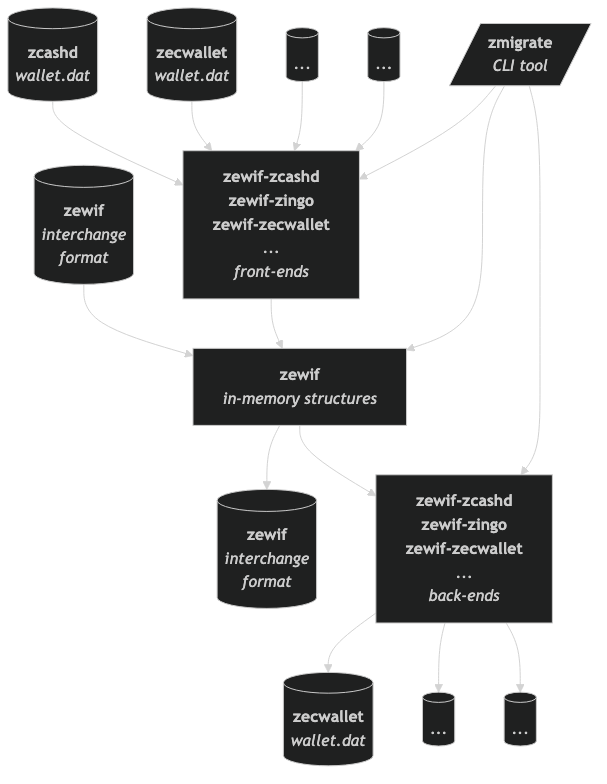 zcashd
wallet.dat
zecwallet
wallet.dat
...
...
zmigrate
CLI tool
zewif
interchange
format
zewif-zcashd
zewif-zingo
zewif-zecwallet
...
front-ends
zewif
in-memory structures
zewif
interchange
format
zewif-zcashd
zewif-zingo
zewif-zecwallet
...
back-ends
zecwallet
wallet.dat
...
...